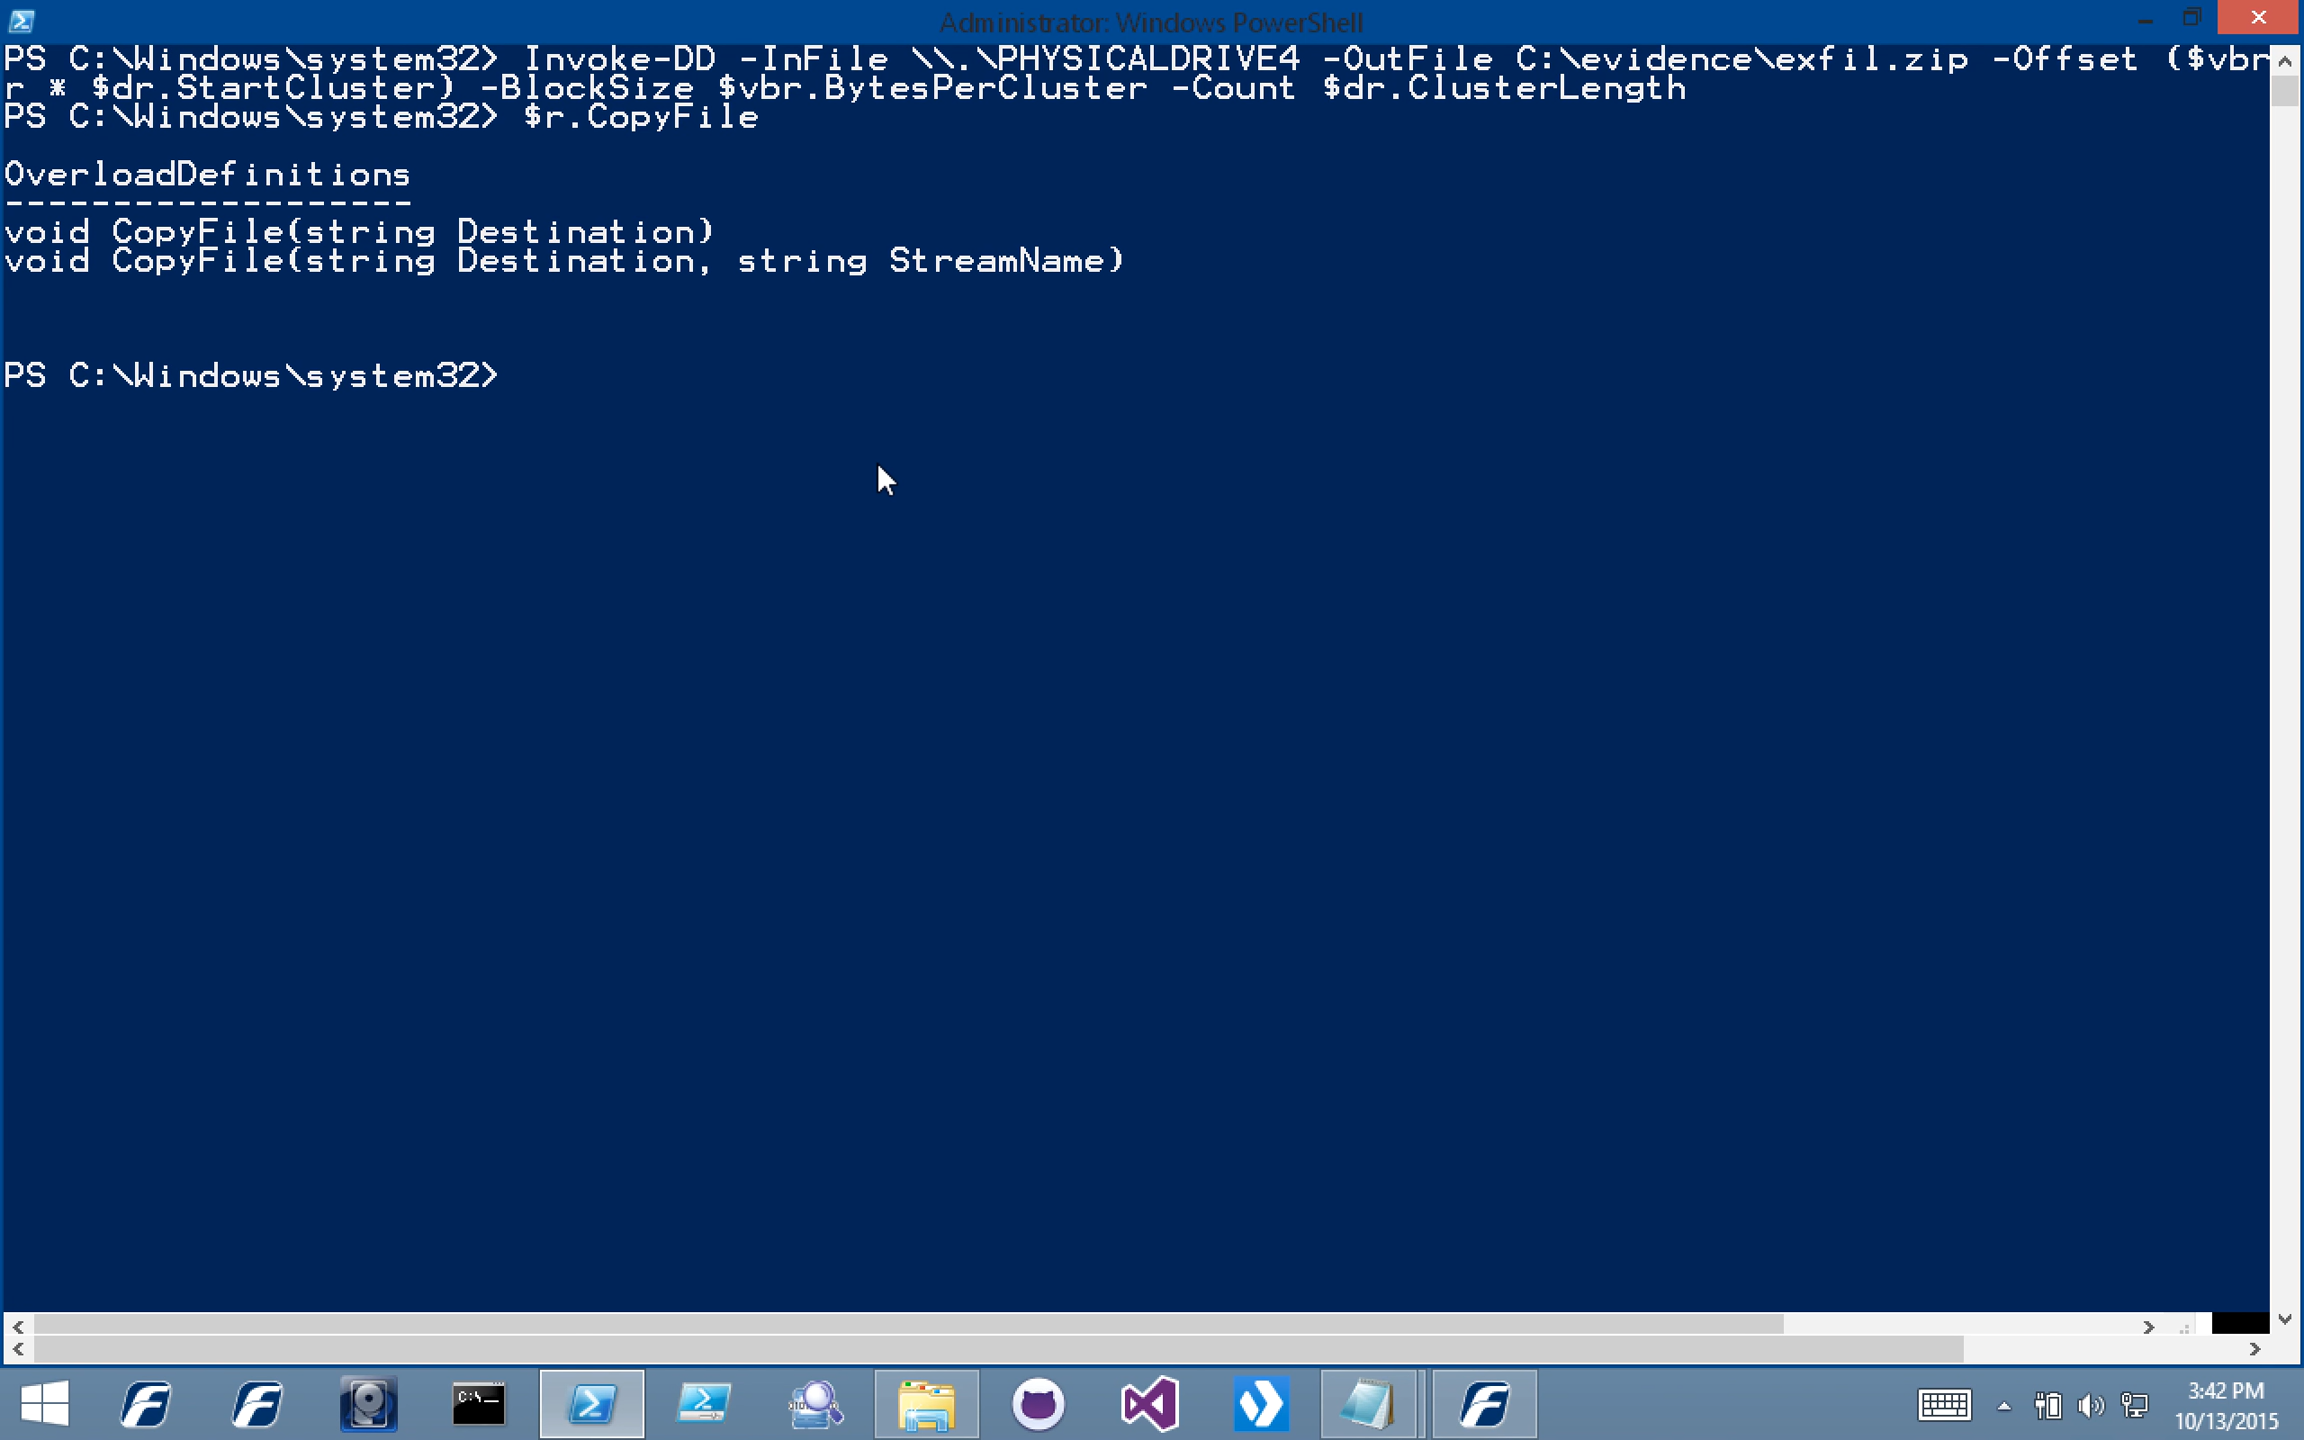 Administrator: Windows PowerShell
PS C:\Windows\system32> Invoke-DD -InFile \\.\PHYSICALDRIVE4 -OutFile C:\evidence\exfil.zip -Offset ($vbr
r * $dr.StartCluster) -BlockSize $vbr.BytesPerCluster -Count $dr.ClusterLength
PS C:\Windows\system32> $r.CopyFile
OverloadDefinitions
-------------------
void CopyFile(string Destination)
void CopyFile(string Destination, string StreamName)
PS C:\Windows\system32>
C:\_
3:42 PM
10/13/2015